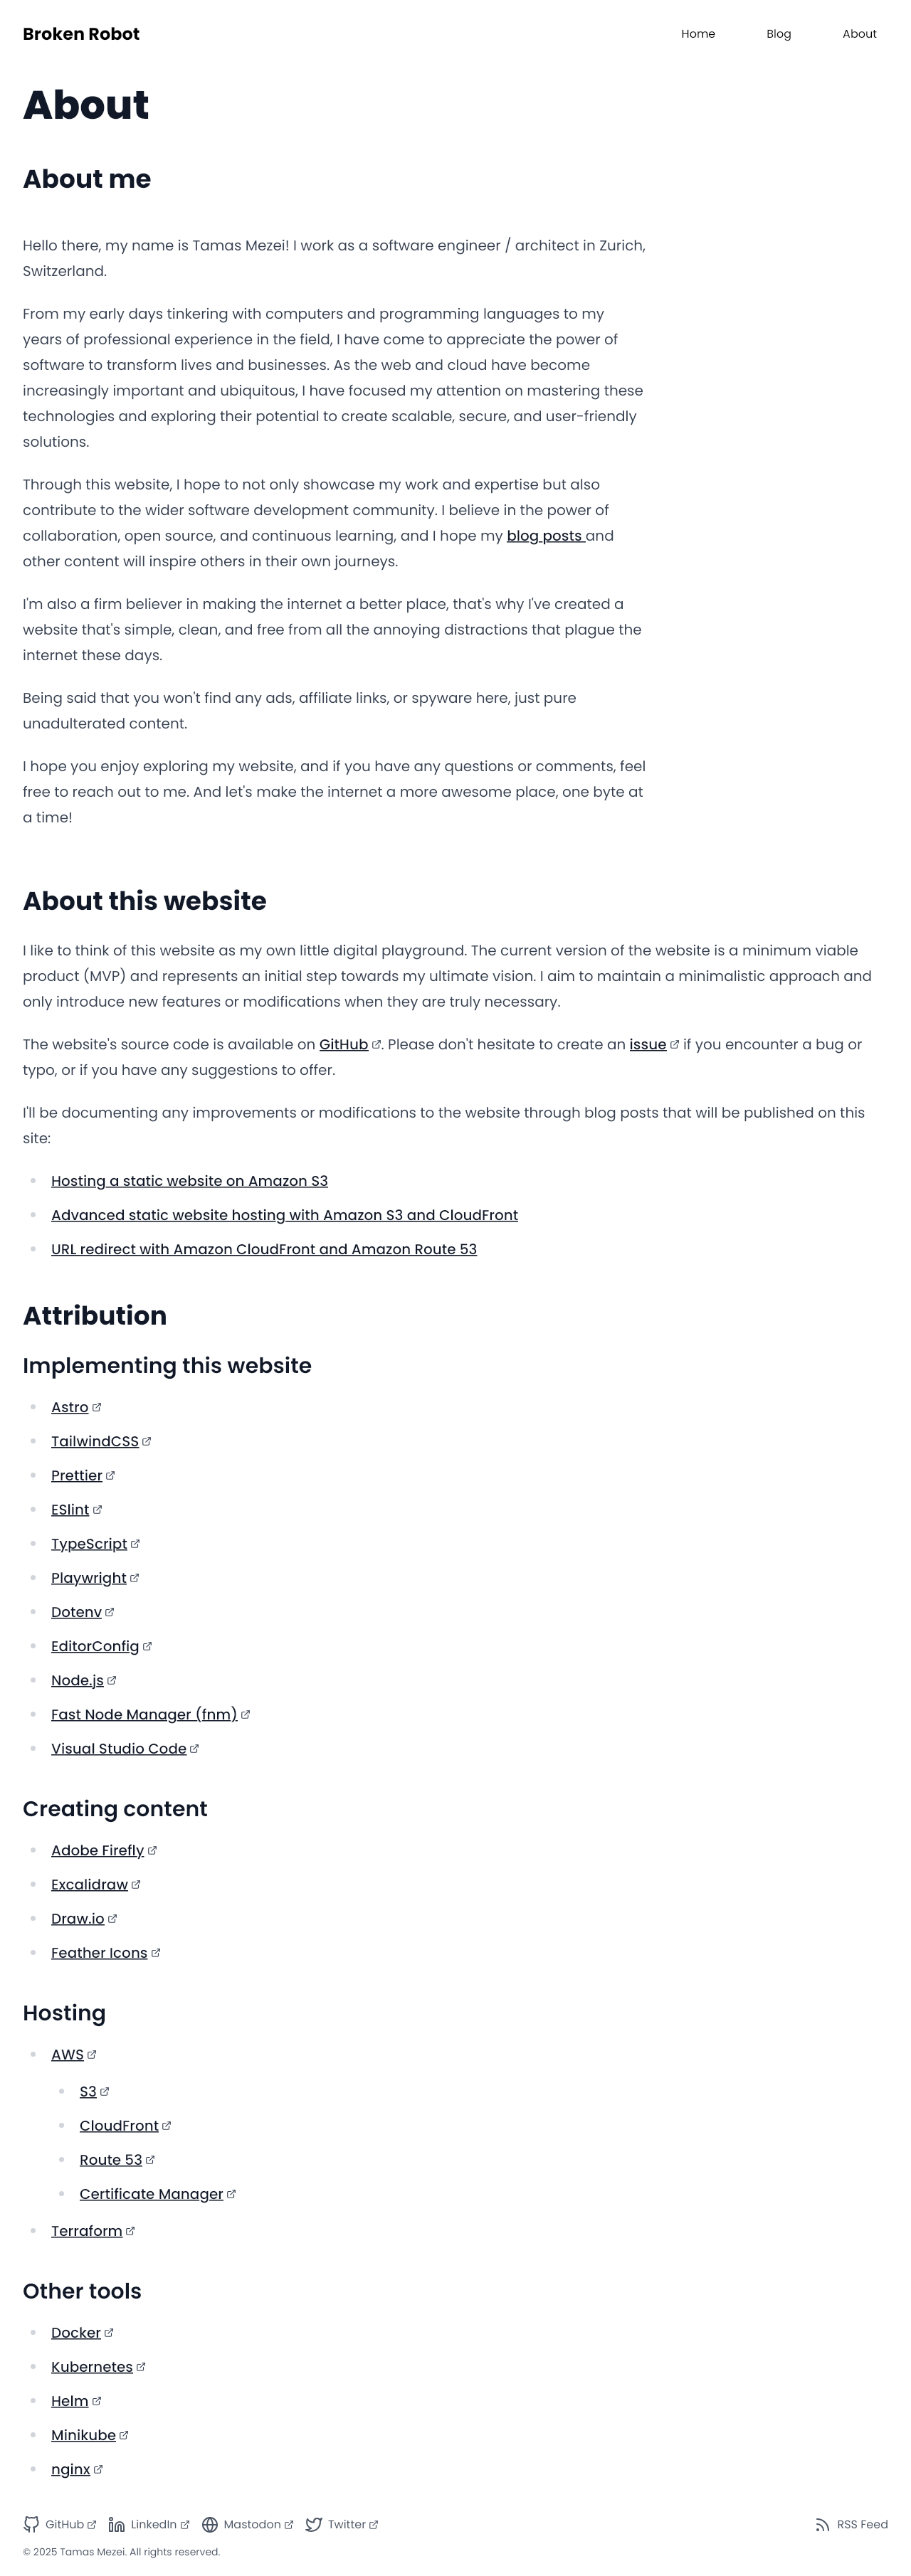 Broken Robot
Home
Blog
About
About
About me
Hello there, my name is Tamas Mezei! I work as a software engineer / architect in Zurich,
Switzerland.
From my early days tinkering with computers and programming languages to my
years of professional experience in the field, I have come to appreciate the power of
software to transform lives and businesses. As the web and cloud have become
increasingly important and ubiquitous, I have focused my attention on mastering these
technologies and exploring their potential to create scalable, secure, and user-friendly
solutions.
Through this website, I hope to not only showcase my work and expertise but also
contribute to the wider software development community. I believe in the power of
collaboration, open source, and continuous learning, and I hope my blog posts and
other content will inspire others in their own journeys.
I'm also a firm believer in making the internet a better place, that's why I've created a
website that's simple, clean, and free from all the annoying distractions that plague the
internet these days.
Being said that you won't find any ads, affiliate links, or spyware here, just pure
unadulterated content.
I hope you enjoy exploring my website, and if you have any questions or comments, feel
free to reach out to me. And let's make the internet a more awesome place, one byte at
a time!
About this website
I like to think of this website as my own little digital playground. The current version of the website is a minimum viable
product (MVP) and represents an initial step towards my ultimate vision. I aim to maintain a minimalistic approach and
only introduce new features or modifications when they are truly necessary.
The website's source code is available on GitHub. Please don't hesitate to create an issue if you encounter a bug or
typo, or if you have any suggestions to offer.
I'll be documenting any improvements or modifications to the website through blog posts that will be published on this
site:
Hosting a static website on Amazon S3
Advanced static website hosting with Amazon S3 and CloudFront
URL redirect with Amazon CloudFront and Amazon Route 53
Attribution
Implementing this website
Astro
TailwindCSS
Prettier
ESlint
TypeScript
Playwright
Dotenv
EditorConfig
Node.js
Fast Node Manager (fnm)
Visual Studio Code
Creating content
Adobe Firefly
Excalidraw
Draw.io
Feather Icons
Hosting
AWS
S3
CloudFront
Route 53
Certificate Manager
Terraform
Other tools
Docker
Kubernetes
Helm
Minikube
nginx
GitHub
LinkedIn
Mastodon
Twitter
RSS Feed
© 2025 Tamas Mezei. All rights reserved.